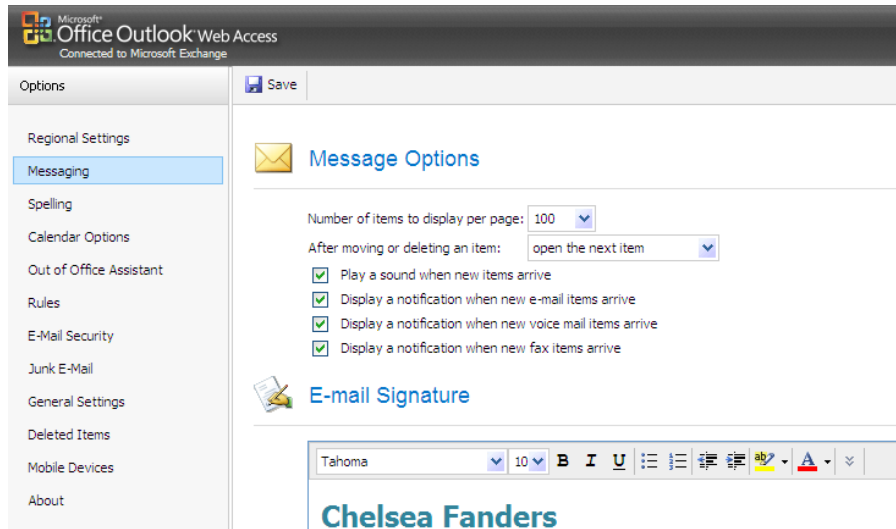 Microsoft®
Office Outlook® Web Access
Connected to Microsoft Exchange
Options
Save
Regional Settings
Messaging
Spelling
Calendar Options
Out of Office Assistant
Rules
E-Mail Security
Junk E-Mail
General Settings
Deleted Items
Mobile Devices
About
Message Options
Number of items to display per page: 100
After moving or deleting an item: open the next item
Play a sound when new items arrive
Display a notification when new e-mail items arrive
Display a notification when new voice mail items arrive
Display a notification when new fax items arrive
E-mail Signature
Tahoma 10 B I U ab A
Chelsea Fanders